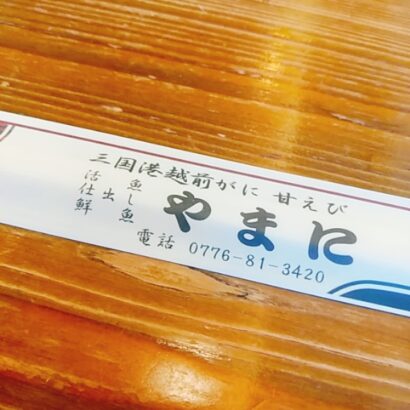 三国港越前がに 甘えび
活魚
仕出し
鮮魚
やまに
電話 0776-81-3420